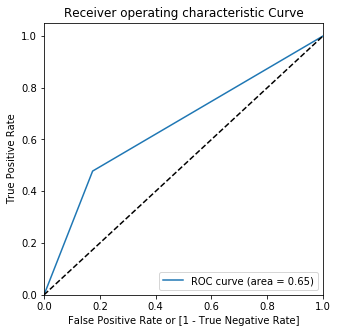 Receiver operating characteristic Curve
1.0
0.8
0.6
0.4
0.2
0.0
True Positive Rate
ROC curve (area = 0.65)
0.0 0.2 0.4 0.6 0.8 1.0
False Positive Rate or [1 - True Negative Rate]